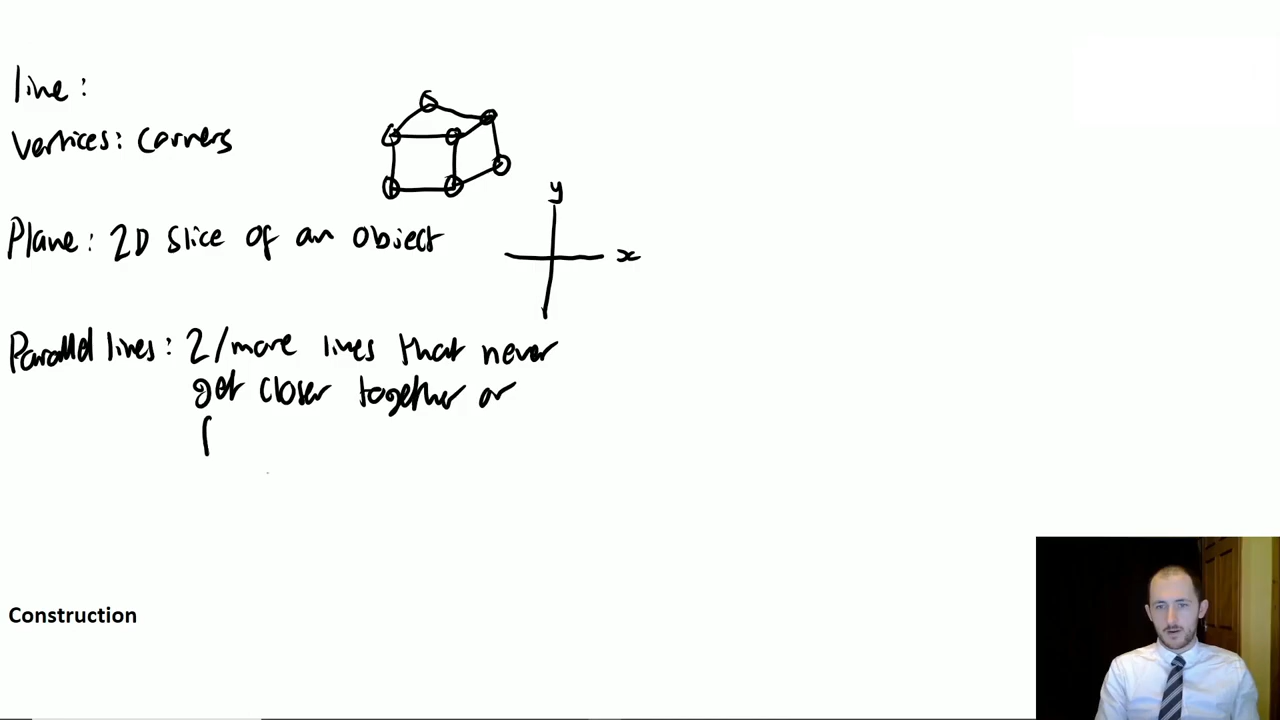 line:
Vertices: Corners
y
Plane: 2D slice of an object
x
Parallel lines: 2/more lines that never
get closer together or
Construction